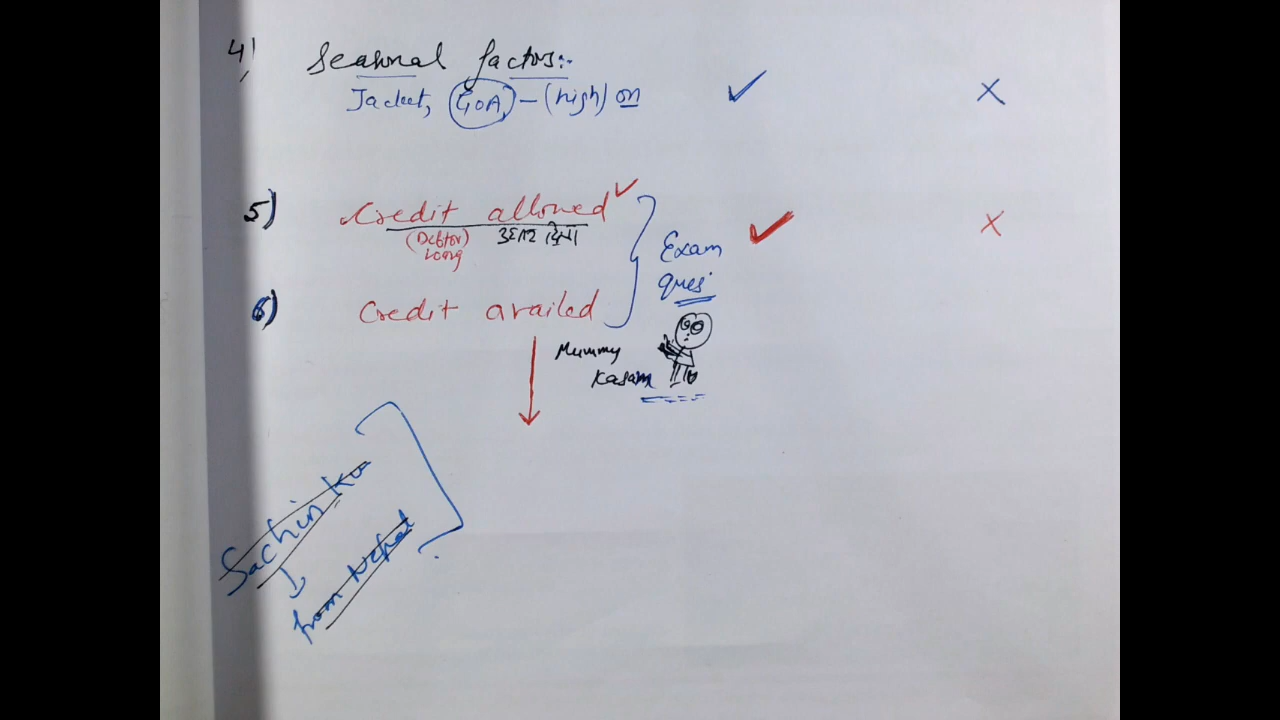 4) Seasonal factors:-
Jacket, GOA, - (high) on ✓ ✗
5) Credit allowed ✓ ✓ ✗
(Debtor) उधार दिया
Long
Exam
Ques
6) Credit availed
Mummy
Kasam
Sachin Ku
from Nepal